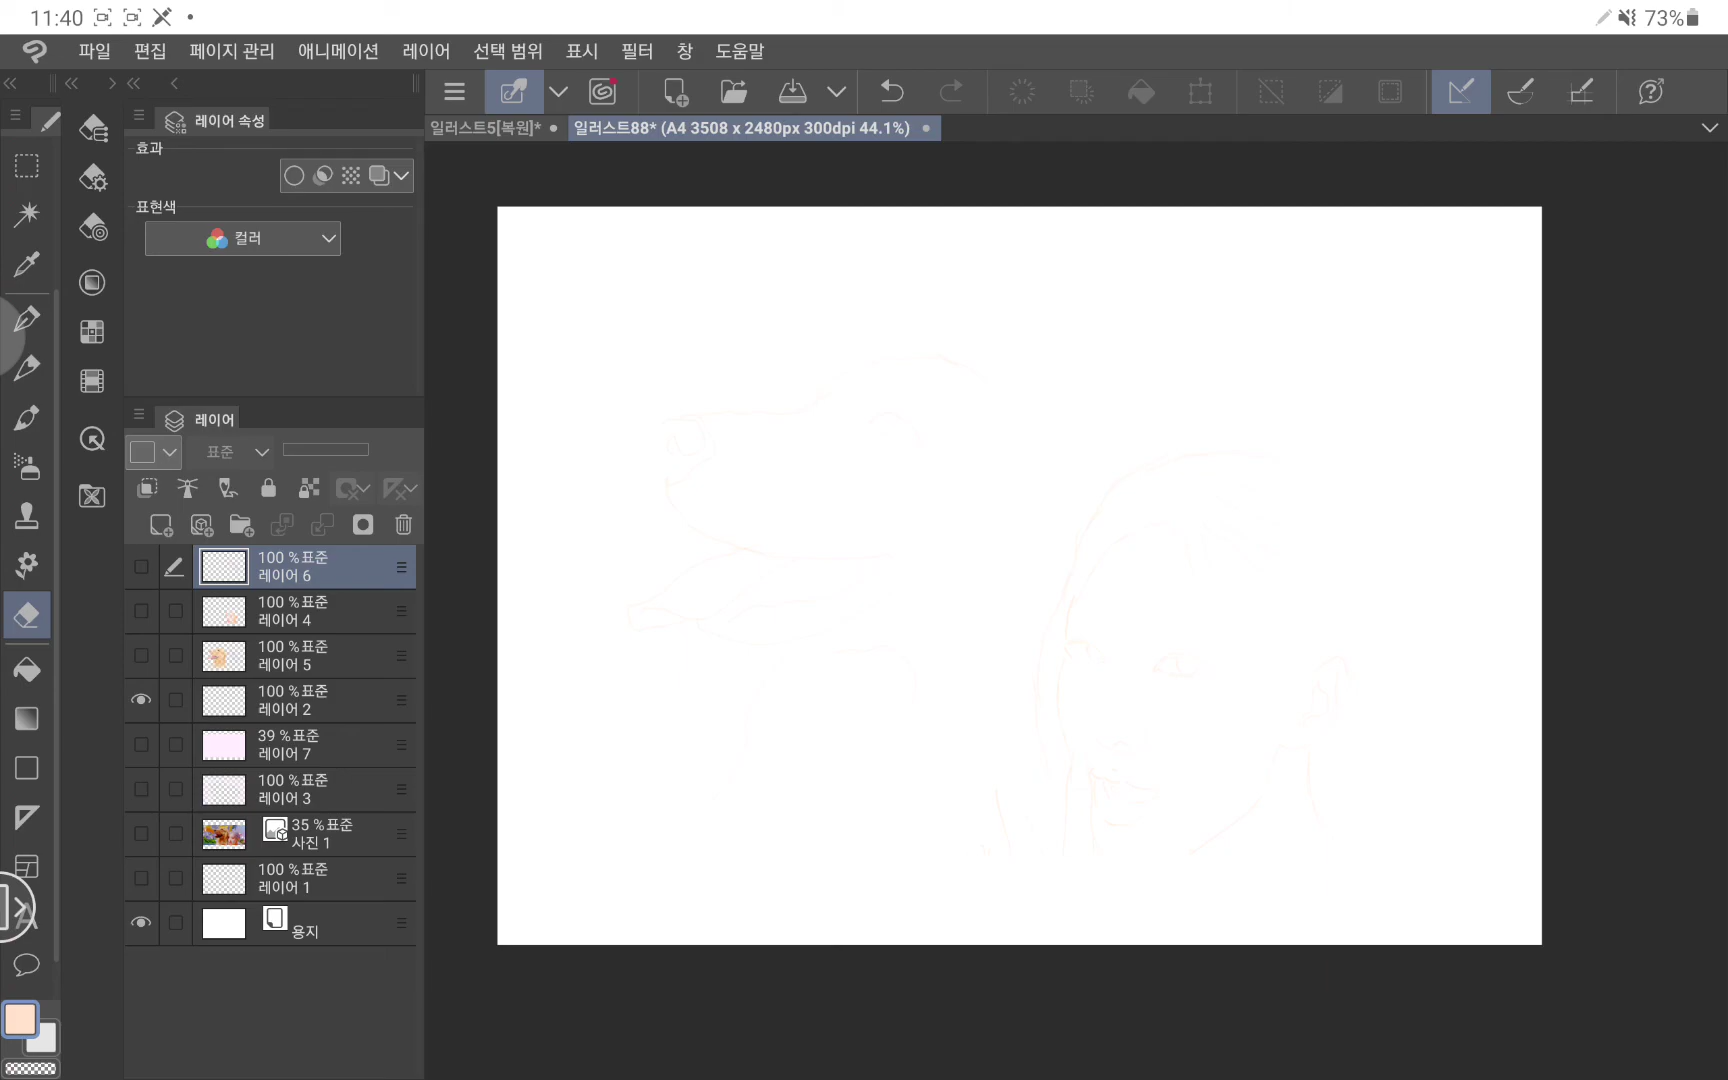 11:40
73%
파일 편집 페이지 관리 애니메이션 레이어 선택 범위 표시 필터 창 도움말
일러스트5[복원]*
일러스트88* (A4 3508 x 2480px 300dpi 44.1%)
레이어 속성
효과
표현색
컬러
레이어
표준
100 %표준
레이어 6
100 %표준
레이어 4
100 %표준
레이어 5
100 %표준
레이어 2
39 %표준
레이어 7
100 %표준
레이어 3
35 %표준
사진 1
100 %표준
레이어 1
용지
A